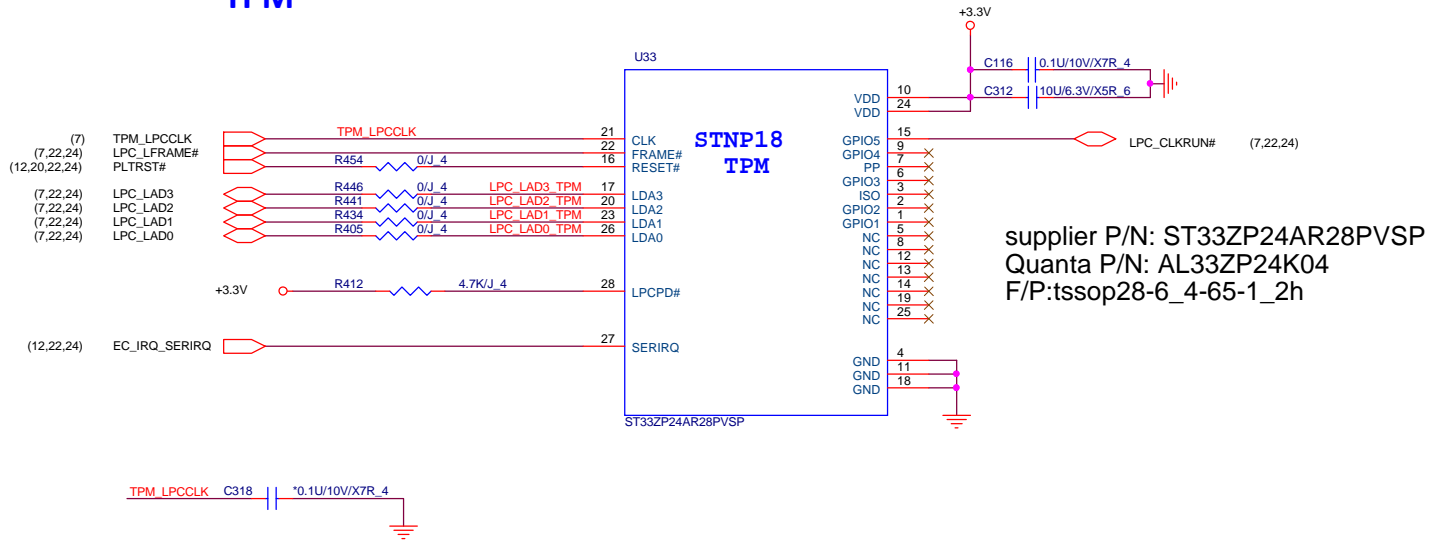 TPM
+3.3V
U33
C116 0.1U/10V/X7R_4
C312 10U/6.3V/X5R_6
VDD 10
VDD 24
(7) TPM_LPCCLK TPM_LPCCLK 21 CLK
(7,22,24) LPC_LFRAME# 22 FRAME#
(12,20,22,24) PLTRST# R454 0/J_4 16 RESET#
(7,22,24) LPC_LAD3 R446 0/J_4 LPC_LAD3_TPM 17 LDA3
(7,22,24) LPC_LAD2 R441 0/J_4 LPC_LAD2_TPM 20 LDA2
(7,22,24) LPC_LAD1 R434 0/J_4 LPC_LAD1_TPM 23 LDA1
(7,22,24) LPC_LAD0 R405 0/J_4 LPC_LAD0_TPM 26 LDA0
+3.3V R412 4.7K/J_4 28 LPCPD#
(12,22,24) EC_IRQ_SERIRQ 27 SERIRQ
STNP18
TPM
GPIO5 15 LPC_CLKRUN# (7,22,24)
GPIO4 9
PP 7
GPIO3 6
ISO 3
GPIO2 2
GPIO1 1
NC 5
NC 8
NC 12
NC 13
NC 14
NC 19
NC 25
GND 4
GND 11
GND 18
ST33ZP24AR28PVSP
supplier P/N: ST33ZP24AR28PVSP
Quanta P/N: AL33ZP24K04
F/P:tssop28-6_4-65-1_2h
TPM_LPCCLK C318 *0.1U/10V/X7R_4